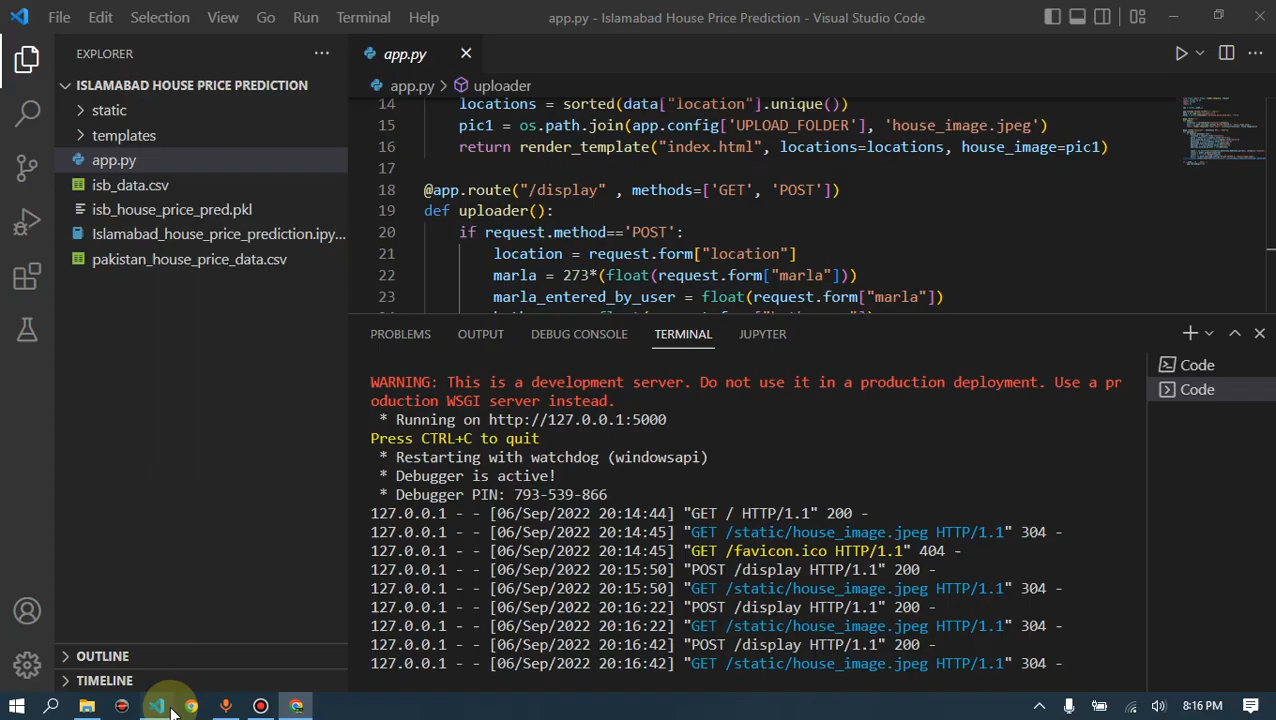 File Edit Selection View Go Run Terminal Help
app.py - Islamabad House Price Prediction - Visual Studio Code
EXPLORER
ISLAMABAD HOUSE PRICE PREDICTION
static
templates
app.py
isb_data.csv
isb_house_price_pred.pkl
Islamabad_house_price_prediction.ipy...
pakistan_house_price_data.csv
OUTLINE
TIMELINE
app.py
app.py > uploader
14 locations = sorted(data["location"].unique())
15 pic1 = os.path.join(app.config['UPLOAD_FOLDER'], 'house_image.jpeg')
16 return render_template("index.html", locations=locations, house_image=pic1)
17
18 @app.route("/display" , methods=['GET', 'POST'])
19 def uploader():
20 if request.method=='POST':
21 location = request.form["location"]
22 marla = 273*(float(request.form["marla"]))
23 marla_entered_by_user = float(request.form["marla"])
PROBLEMS OUTPUT DEBUG CONSOLE TERMINAL JUPYTER
Code
Code
WARNING: This is a development server. Do not use it in a production deployment. Use a pr
oduction WSGI server instead.
* Running on http://127.0.0.1:5000
Press CTRL+C to quit
* Restarting with watchdog (windowsapi)
* Debugger is active!
* Debugger PIN: 793-539-866
127.0.0.1 - - [06/Sep/2022 20:14:44] "GET / HTTP/1.1" 200 -
127.0.0.1 - - [06/Sep/2022 20:14:45] "GET /static/house_image.jpeg HTTP/1.1" 304 -
127.0.0.1 - - [06/Sep/2022 20:14:45] "GET /favicon.ico HTTP/1.1" 404 -
127.0.0.1 - - [06/Sep/2022 20:15:50] "POST /display HTTP/1.1" 200 -
127.0.0.1 - - [06/Sep/2022 20:15:50] "GET /static/house_image.jpeg HTTP/1.1" 304 -
127.0.0.1 - - [06/Sep/2022 20:16:22] "POST /display HTTP/1.1" 200 -
127.0.0.1 - - [06/Sep/2022 20:16:22] "GET /static/house_image.jpeg HTTP/1.1" 304 -
127.0.0.1 - - [06/Sep/2022 20:16:42] "POST /display HTTP/1.1" 200 -
127.0.0.1 - - [06/Sep/2022 20:16:42] "GET /static/house_image.jpeg HTTP/1.1" 304 -
8:16 PM